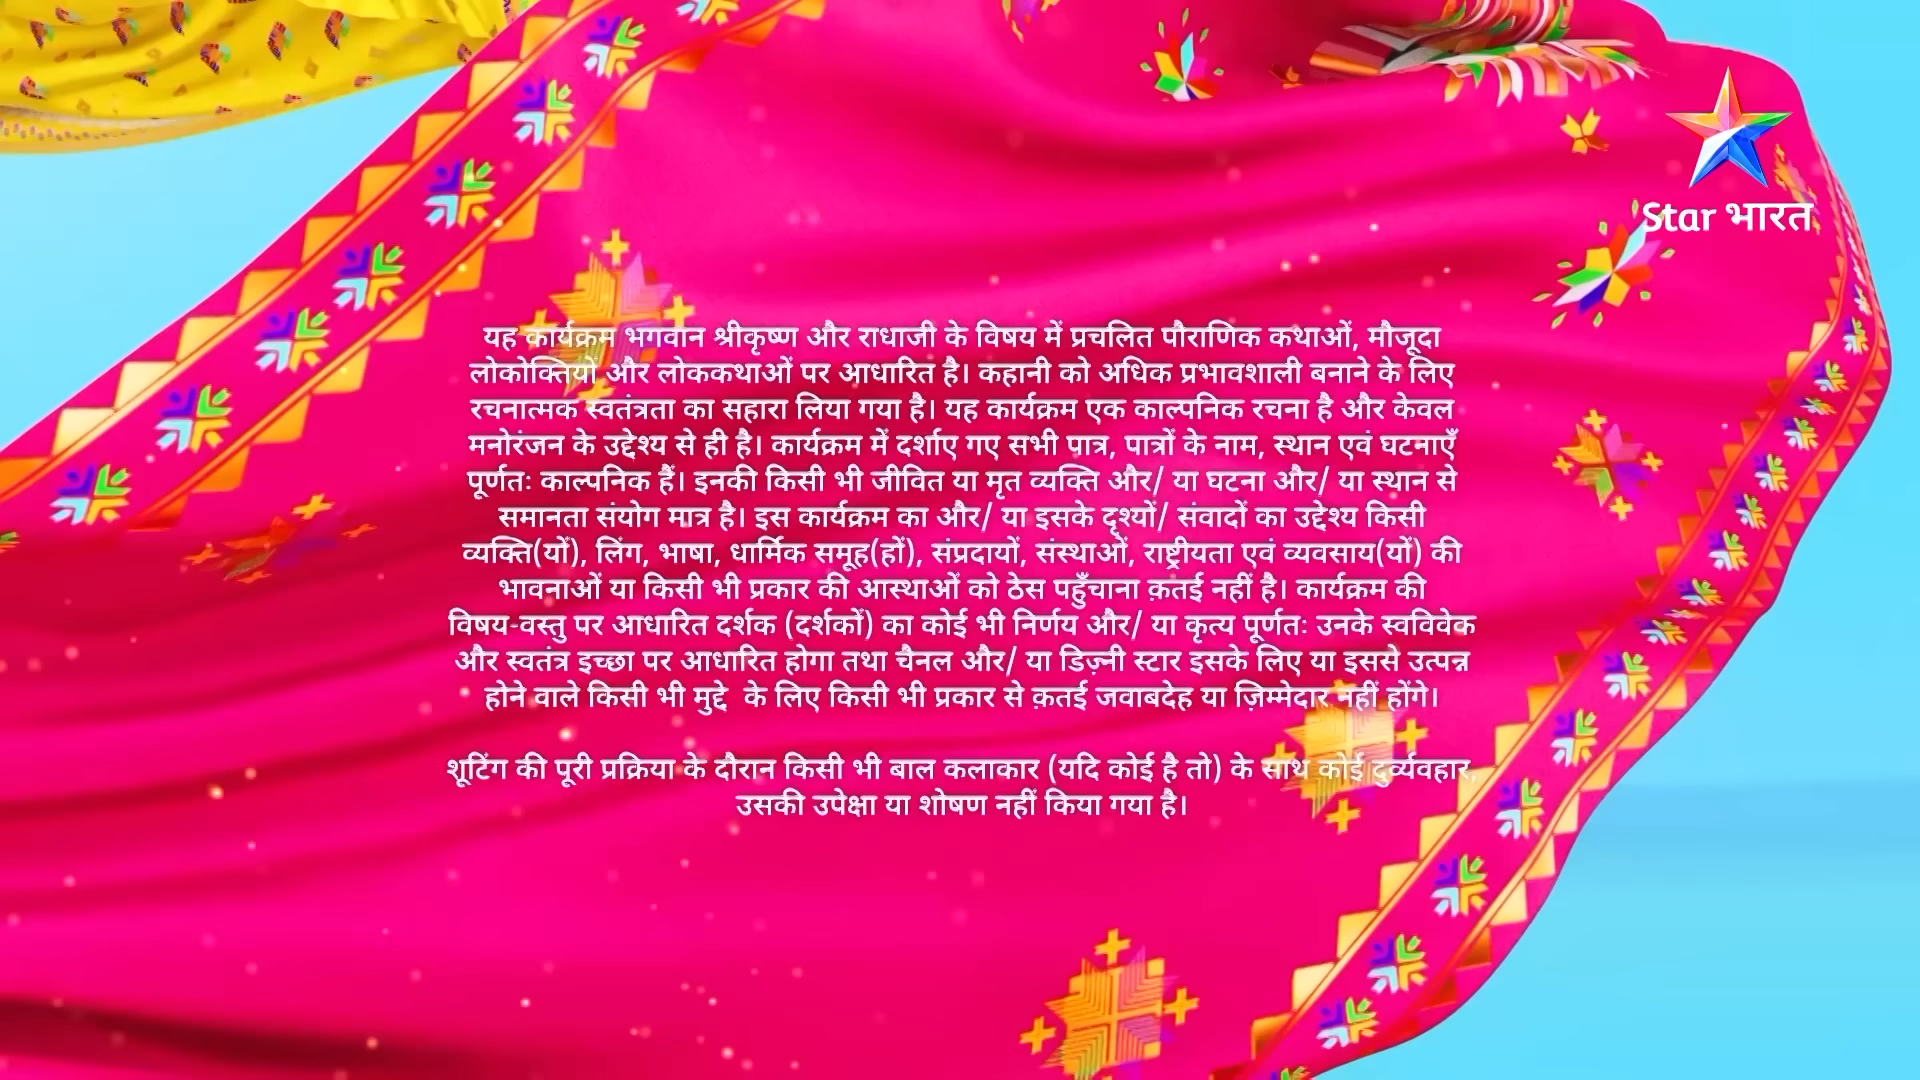 Star भारत
यह कार्यक्रम भगवान श्रीकृष्ण और राधाजी के विषय में प्रचलित पौराणिक कथाओं, मौजूदा
लोकोक्तियों और लोककथाओं पर आधारित है। कहानी को अधिक प्रभावशाली बनाने के लिए
रचनात्मक स्वतंत्रता का सहारा लिया गया है। यह कार्यक्रम एक काल्पनिक रचना है और केवल
मनोरंजन के उद्देश्य से ही है। कार्यक्रम में दर्शाए गए सभी पात्र, पात्रों के नाम, स्थान एवं घटनाएँ
पूर्णतः काल्पनिक हैं। इनकी किसी भी जीवित या मृत व्यक्ति और/ या घटना और/ या स्थान से
समानता संयोग मात्र है। इस कार्यक्रम का और/ या इसके दृश्यों/ संवादों का उद्देश्य किसी
व्यक्ति(यों), लिंग, भाषा, धार्मिक समूह(हों), संप्रदायों, संस्थाओं, राष्ट्रीयता एवं व्यवसाय(यों) की
भावनाओं या किसी भी प्रकार की आस्थाओं को ठेस पहुँचाना क़तई नहीं है। कार्यक्रम की
विषय-वस्तु पर आधारित दर्शक (दर्शकों) का कोई भी निर्णय और/ या कृत्य पूर्णतः उनके स्वविवेक
और स्वतंत्र इच्छा पर आधारित होगा तथा चैनल और/ या डिज़्नी स्टार इसके लिए या इससे उत्पन्न
होने वाले किसी भी मुद्दे के लिए किसी भी प्रकार से क़तई जवाबदेह या ज़िम्मेदार नहीं होंगे।
शूटिंग की पूरी प्रक्रिया के दौरान किसी भी बाल कलाकार (यदि कोई है तो) के साथ कोई दुर्व्यवहार,
उसकी उपेक्षा या शोषण नहीं किया गया है।